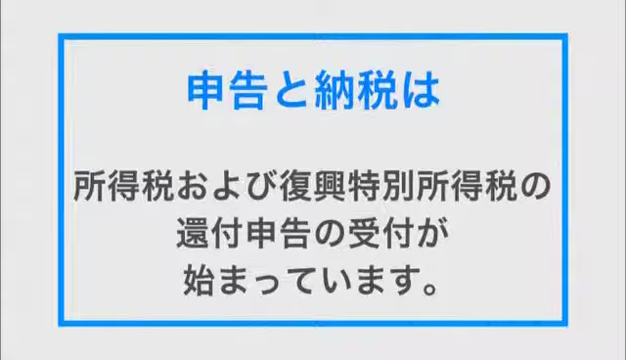 申告と納税は
所得税および復興特別所得税の
還付申告の受付が
始まっています。